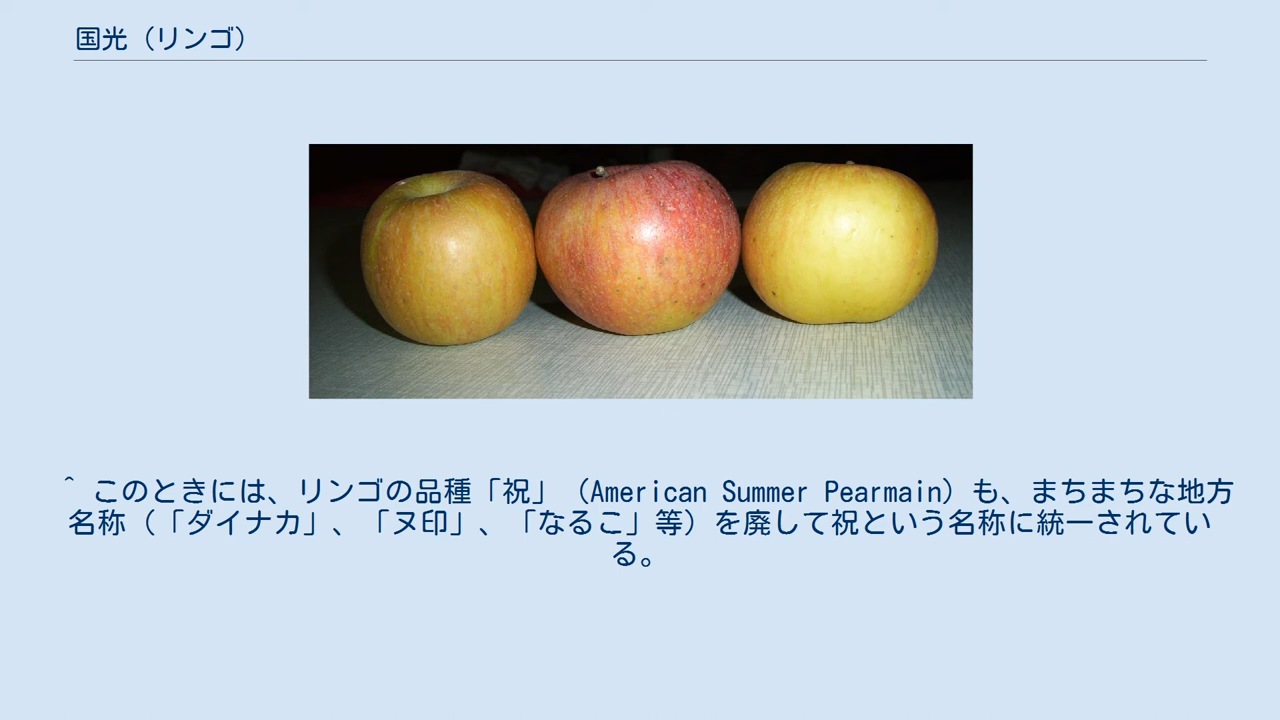 国光（リンゴ）
^ このときには、リンゴの品種「祝」（American Summer Pearmain）も、まちまちな地方
名称（「ダイナカ」、「ヌ印」、「なるこ」等）を廃して祝という名称に統一されてい
る。